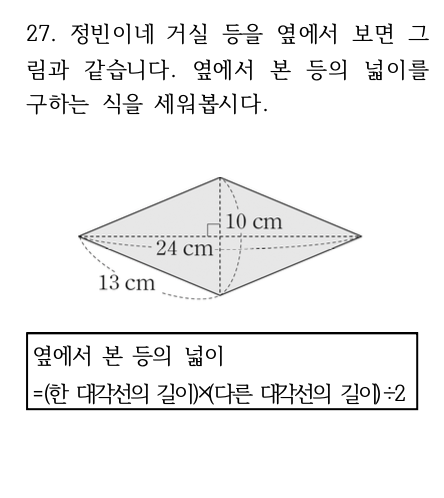 27. 정빈이네 거실 등을 옆에서 보면 그
림과 같습니다. 옆에서 본 등의 넓이를
구하는 식을 세워봅시다.
10 cm
24 cm
13 cm
옆에서 본 등의 넓이
=(한 대각선의 길이)×(다른 대각선의 길이)÷2